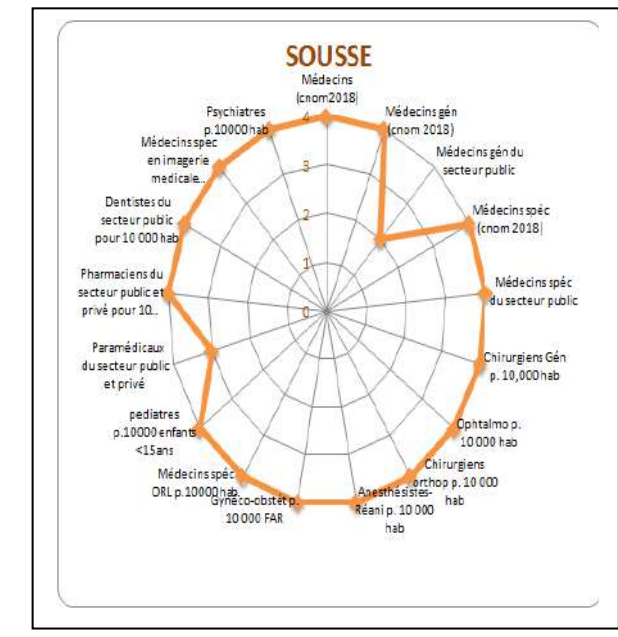 SOUSSE
Médecins
(cnom2018)
Médecins gén
(cnom 2018)
Médecins gén du
secteur public
Médecins spéc
(cnom 2018)
Médecins spéc
du secteur public
Chirurgiens Gén
p. 10,000hab
Ophtalmo p.
10 000 hab
Chirurgiens
orthop p. 10 000
hab
Anesthésistes-
Réani p. 10 000
hab
Gynéco-obstét p.
10 000 FAR
Médecins spéc
ORL p.10000hab
pediatres
p.10000 enfants
<15ans
Paramédicaux
du secteur public
et privé
Pharmaciens du
secteur public et
privé pour 10...
Dentistes du
secteur public
pour 10 000 hab
Médecins spec
en imagerie
medicale...
Psychiatres
p.10000 hab
4
3
2
1
0